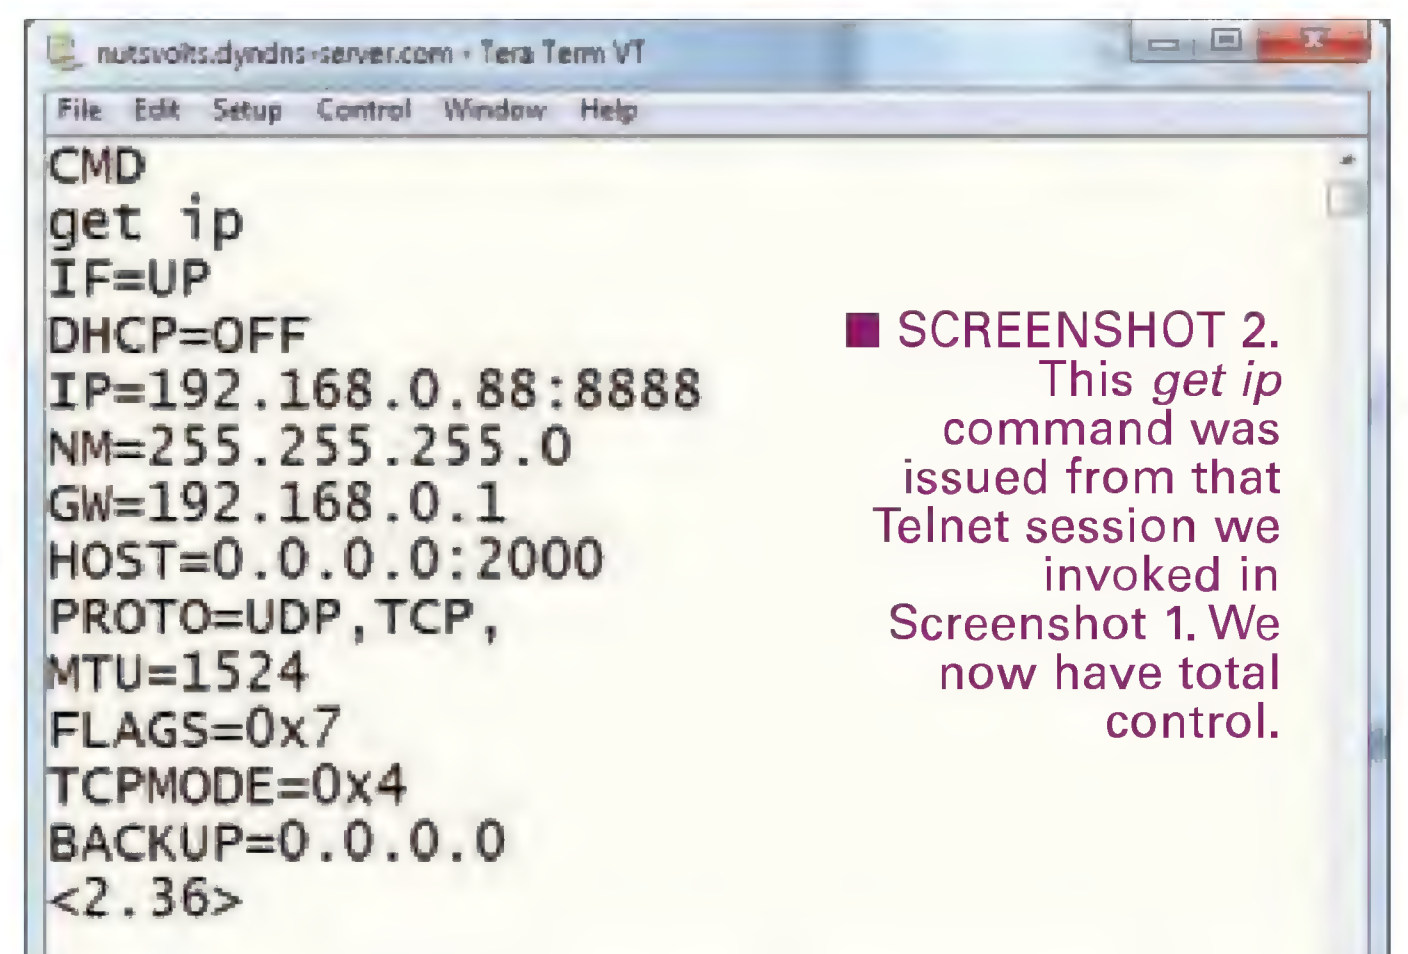 nutsvolts.dyndns-server.com - Tera Term VT
File Edit Setup Control Window Help
CMD
get ip
IF=UP
DHCP=OFF
IP=192.168.0.88:8888
NM=255.255.255.0
GW=192.168.0.1
HOST=0.0.0.0:2000
PROTO=UDP,TCP,
MTU=1524
FLAGS=0x7
TCPMODE=0x4
BACKUP=0.0.0.0
<2.36>
■ SCREENSHOT 2.
This get ip
command was
issued from that
Telnet session we
invoked in
Screenshot 1. We
now have total
control.